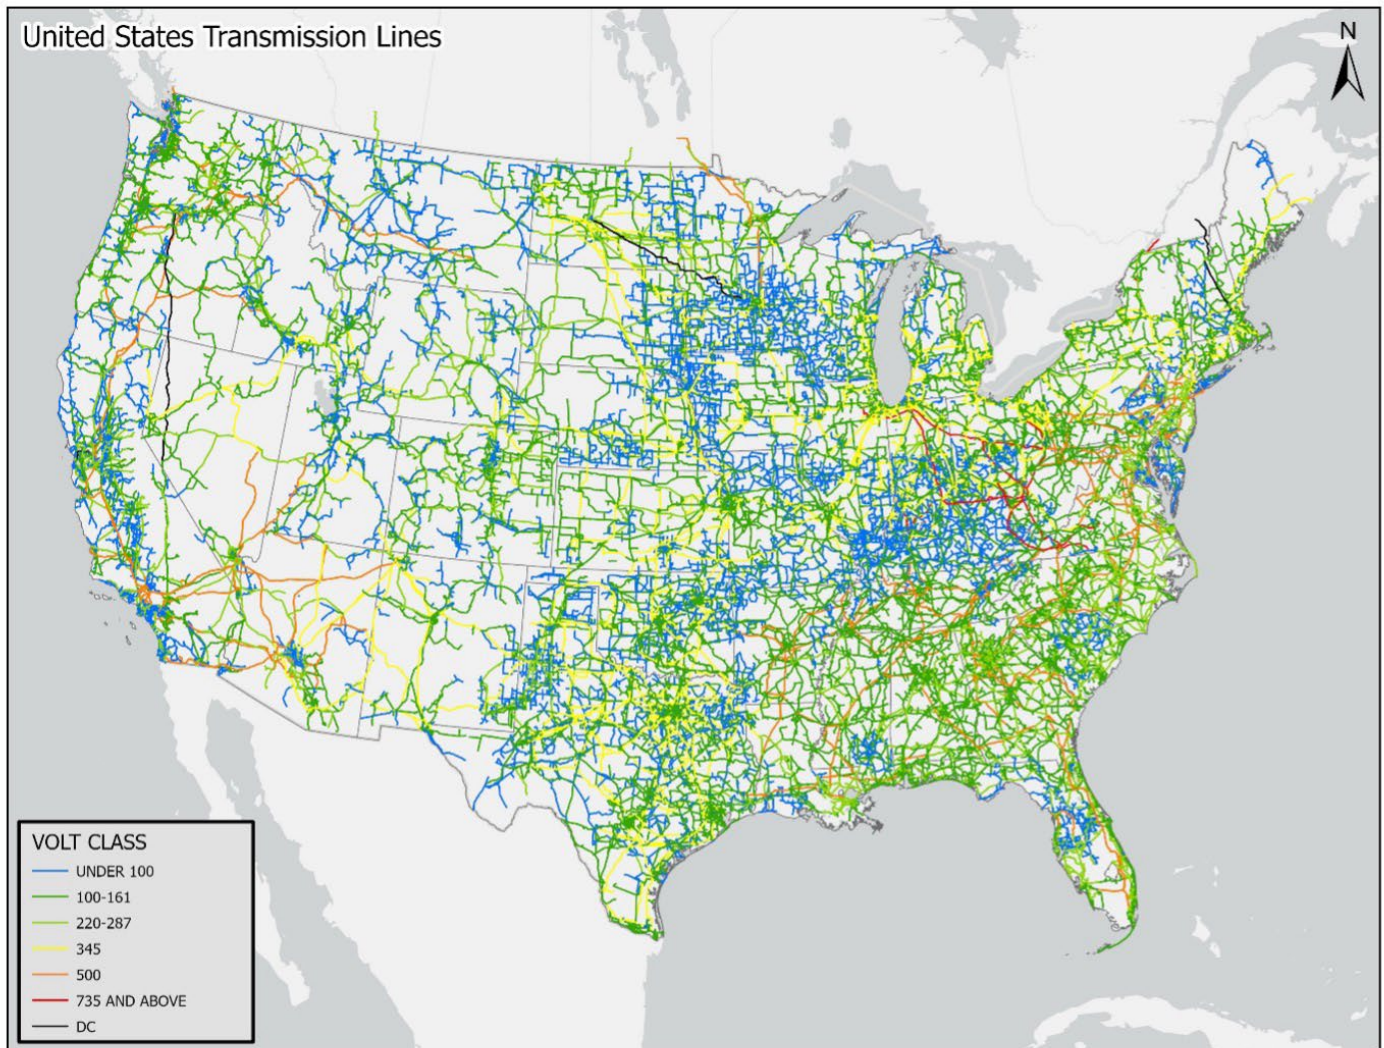 United States Transmission Lines
N
VOLT CLASS
UNDER 100
100-161
220-287
345
500
735 AND ABOVE
DC